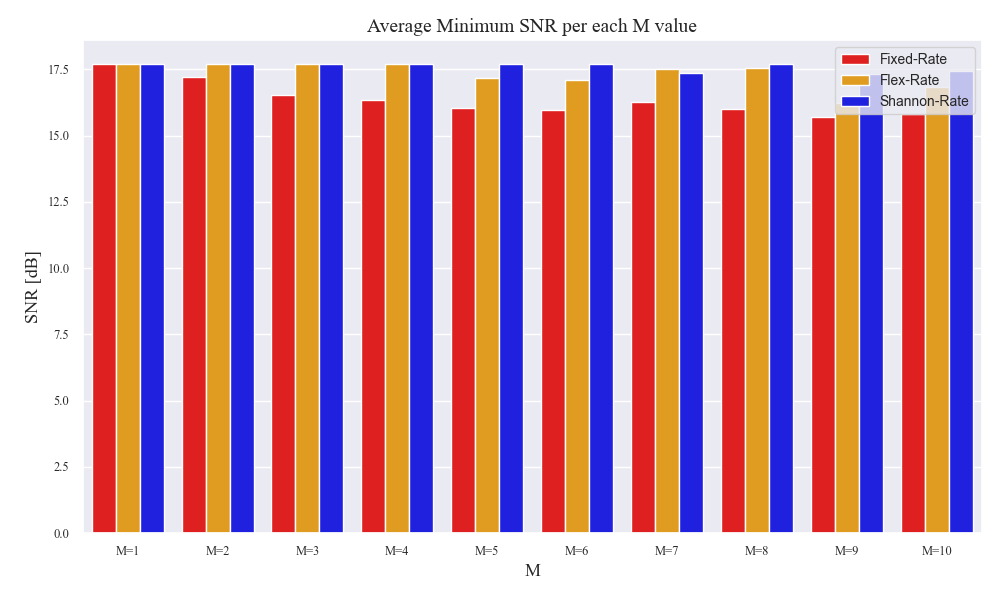 Average Minimum SNR per each M value
Fixed-Rate
Flex-Rate
Shannon-Rate
SNR [dB]
17.5
15.0
12.5
10.0
7.5
5.0
2.5
0.0
M=1 M=2 M=3 M=4 M=5 M=6 M=7 M=8 M=9 M=10
M